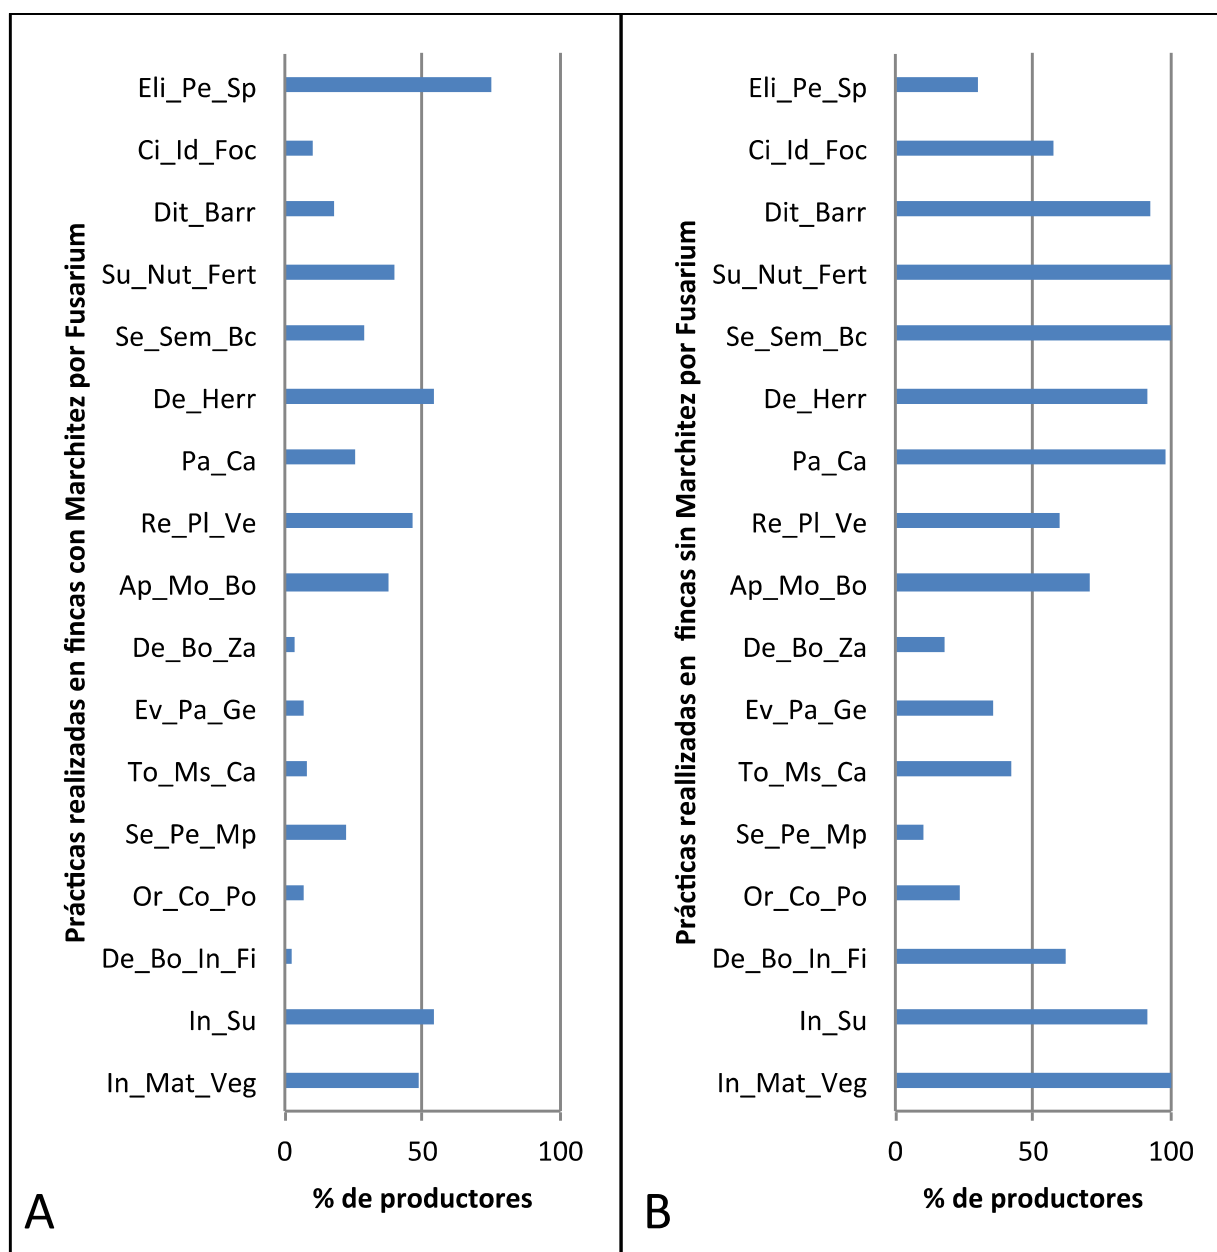 Prácticas realizadas en fincas con Marchitez por Fusarium
Eli_Pe_Sp
Ci_Id_Foc
Dit_Barr
Su_Nut_Fert
Se_Sem_Bc
De_Herr
Pa_Ca
Re_Pl_Ve
Ap_Mo_Bo
De_Bo_Za
Ev_Pa_Ge
To_Ms_Ca
Se_Pe_Mp
Or_Co_Po
De_Bo_In_Fi
In_Su
In_Mat_Veg
0 50 100
% de productores
A
Prácticas reallizadas en fincas sin Marchitez por Fusarium
Eli_Pe_Sp
Ci_Id_Foc
Dit_Barr
Su_Nut_Fert
Se_Sem_Bc
De_Herr
Pa_Ca
Re_Pl_Ve
Ap_Mo_Bo
De_Bo_Za
Ev_Pa_Ge
To_Ms_Ca
Se_Pe_Mp
Or_Co_Po
De_Bo_In_Fi
In_Su
In_Mat_Veg
0 50 100
% de productores
B